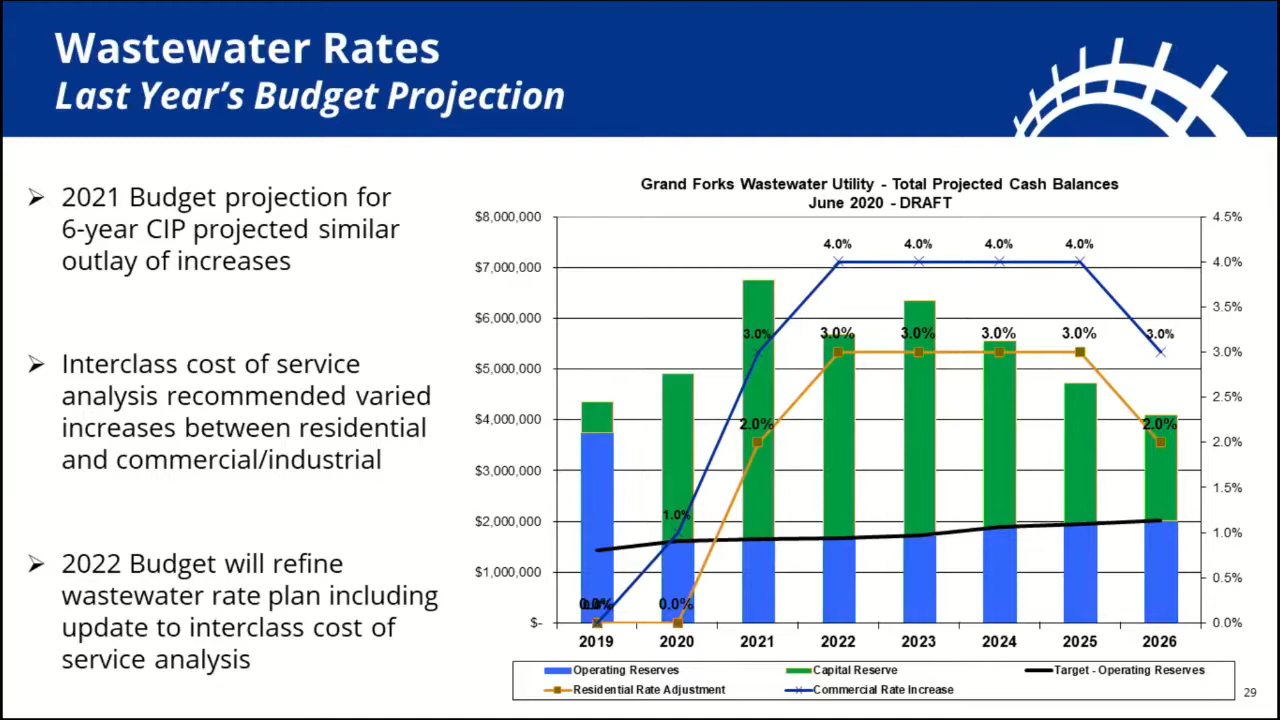 Wastewater Rates
Last Year's Budget Projection
➢ 2021 Budget projection for
6-year CIP projected similar
outlay of increases
➢ Interclass cost of service
analysis recommended varied
increases between residential
and commercial/industrial
➢ 2022 Budget will refine
wastewater rate plan including
update to interclass cost of
service analysis
Grand Forks Wastewater Utility - Total Projected Cash Balances
June 2020 - DRAFT
$8,000,000
$7,000,000
$6,000,000
$5,000,000
$4,000,000
$3,000,000
$2,000,000
$1,000,000
$-
4.5%
4.0%
3.5%
3.0%
2.5%
2.0%
1.5%
1.0%
0.5%
0.0%
4.0% 4.0% 4.0% 4.0%
3.0% 3.0% 3.0% 3.0% 3.0% 3.0%
2.0% 2.0%
1.0%
0.0% 0.0% 0.0%
2019 2020 2021 2022 2023 2024 2025 2026
Operating Reserves Capital Reserve Target - Operating Reserves
Residential Rate Adjustment Commercial Rate Increase
29